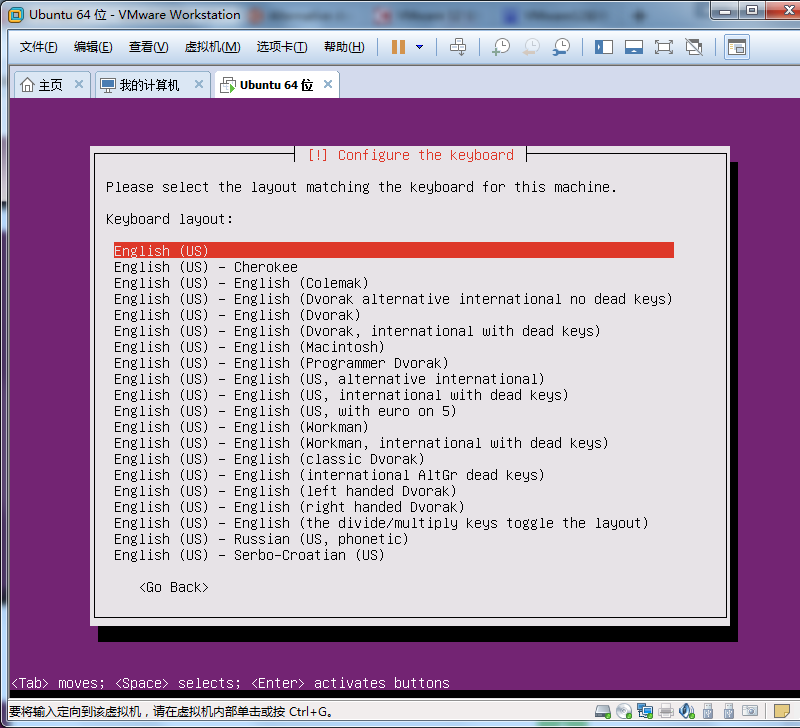 Ubuntu 64 位 - VMware Workstation
文件(F) 编辑(E) 查看(V) 虚拟机(M) 选项卡(T) 帮助(H)
主页 我的计算机 Ubuntu 64 位
[!] Configure the keyboard
Please select the layout matching the keyboard for this machine.
Keyboard layout:
English (US)
English (US) - Cherokee
English (US) - English (Colemak)
English (US) - English (Dvorak alternative international no dead keys)
English (US) - English (Dvorak)
English (US) - English (Dvorak, international with dead keys)
English (US) - English (Macintosh)
English (US) - English (Programmer Dvorak)
English (US) - English (US, alternative international)
English (US) - English (US, international with dead keys)
English (US) - English (US, with euro on 5)
English (US) - English (Workman)
English (US) - English (Workman, international with dead keys)
English (US) - English (classic Dvorak)
English (US) - English (international AltGr dead keys)
English (US) - English (left handed Dvorak)
English (US) - English (right handed Dvorak)
English (US) - English (the divide/multiply keys toggle the layout)
English (US) - Russian (US, phonetic)
English (US) - Serbo-Croatian (US)
<Go Back>
<Tab> moves; <Space> selects; <Enter> activates buttons
要将输入定向到该虚拟机，请在虚拟机内部单击或按 Ctrl+G。